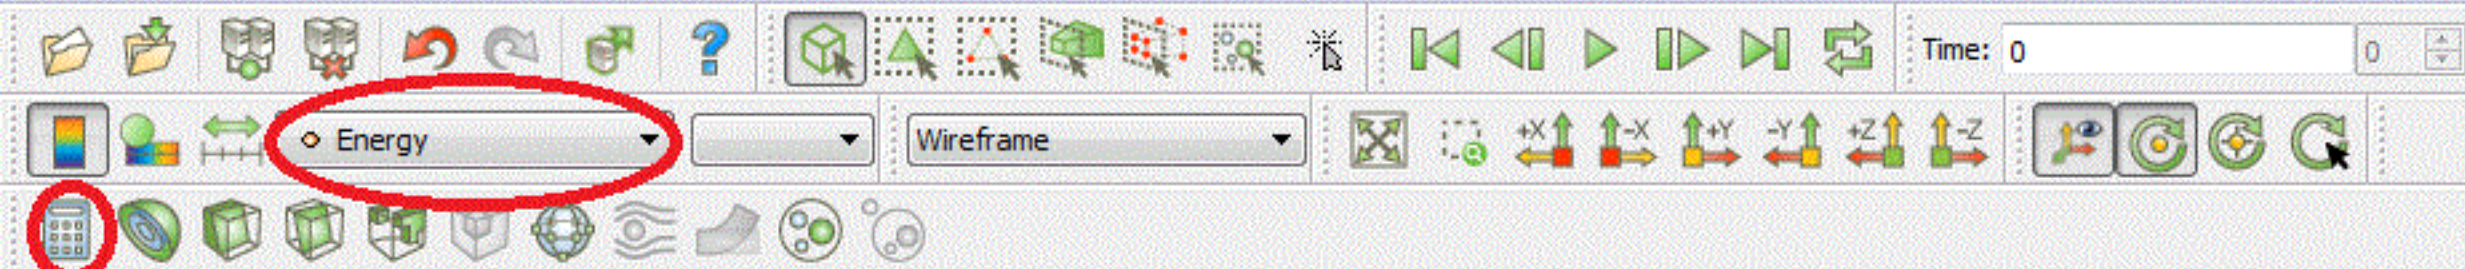 Time: 0 0
Energy Wireframe +X -X +Y -Y +Z -Z